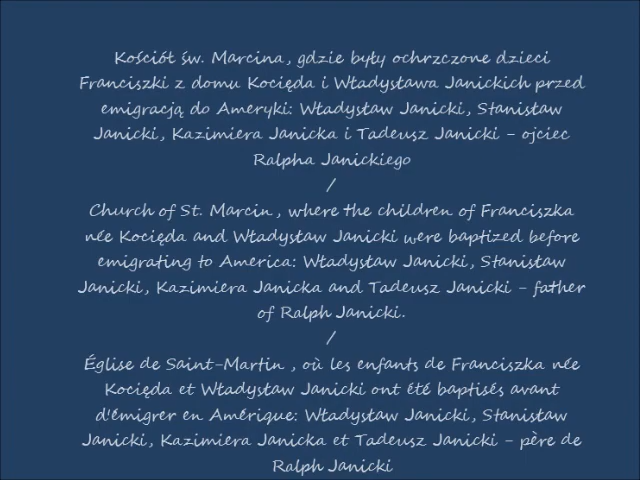 Kościół św. Marcina, gdzie były ochrzczone dzieci
Franciszki z domu Kocięda i Władysława Janickich przed
emigracją do Ameryki: Władysław Janicki, Stanisław
Janicki, Kazimiera Janicka i Tadeusz Janicki - ojciec
Ralpha Janickiego
/
Church of St. Marcin, where the children of Franciszka
née Kocięda and Władysław Janicki were baptized before
emigrating to America: Władysław Janicki, Stanisław
Janicki, Kazimiera Janicka and Tadeusz Janicki - father
of Ralph Janicki.
/
Église de Saint-Martin, où les enfants de Franciszka née
Kocięda et Władysław Janicki ont été baptisés avant
d'émigrer en Amérique: Władysław Janicki, Stanisław
Janicki, Kazimiera Janicka et Tadeusz Janicki - père de
Ralph Janicki